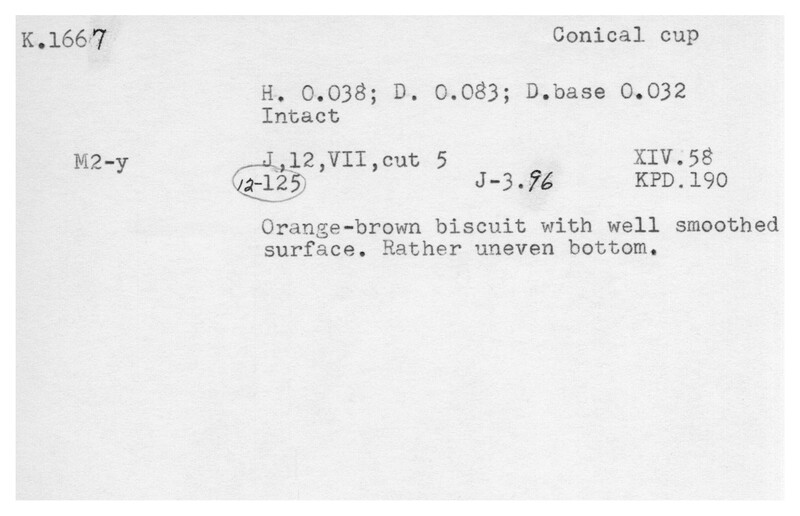 K.1667 Conical cup
H. 0.038; D. 0.083; D.base 0.032
Intact
M2-y J,12,VII,cut 5 XIV.58
12-125 J-3.96 KPD.190
Orange-brown biscuit with well smoothed
surface. Rather uneven bottom.